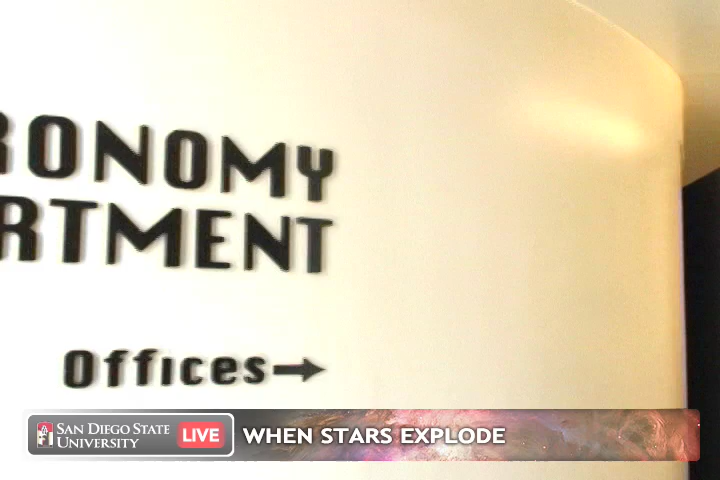 RONOMY
RTMENT
Offices→
SAN DIEGO STATE
UNIVERSITY
LIVE
WHEN STARS EXPLODE